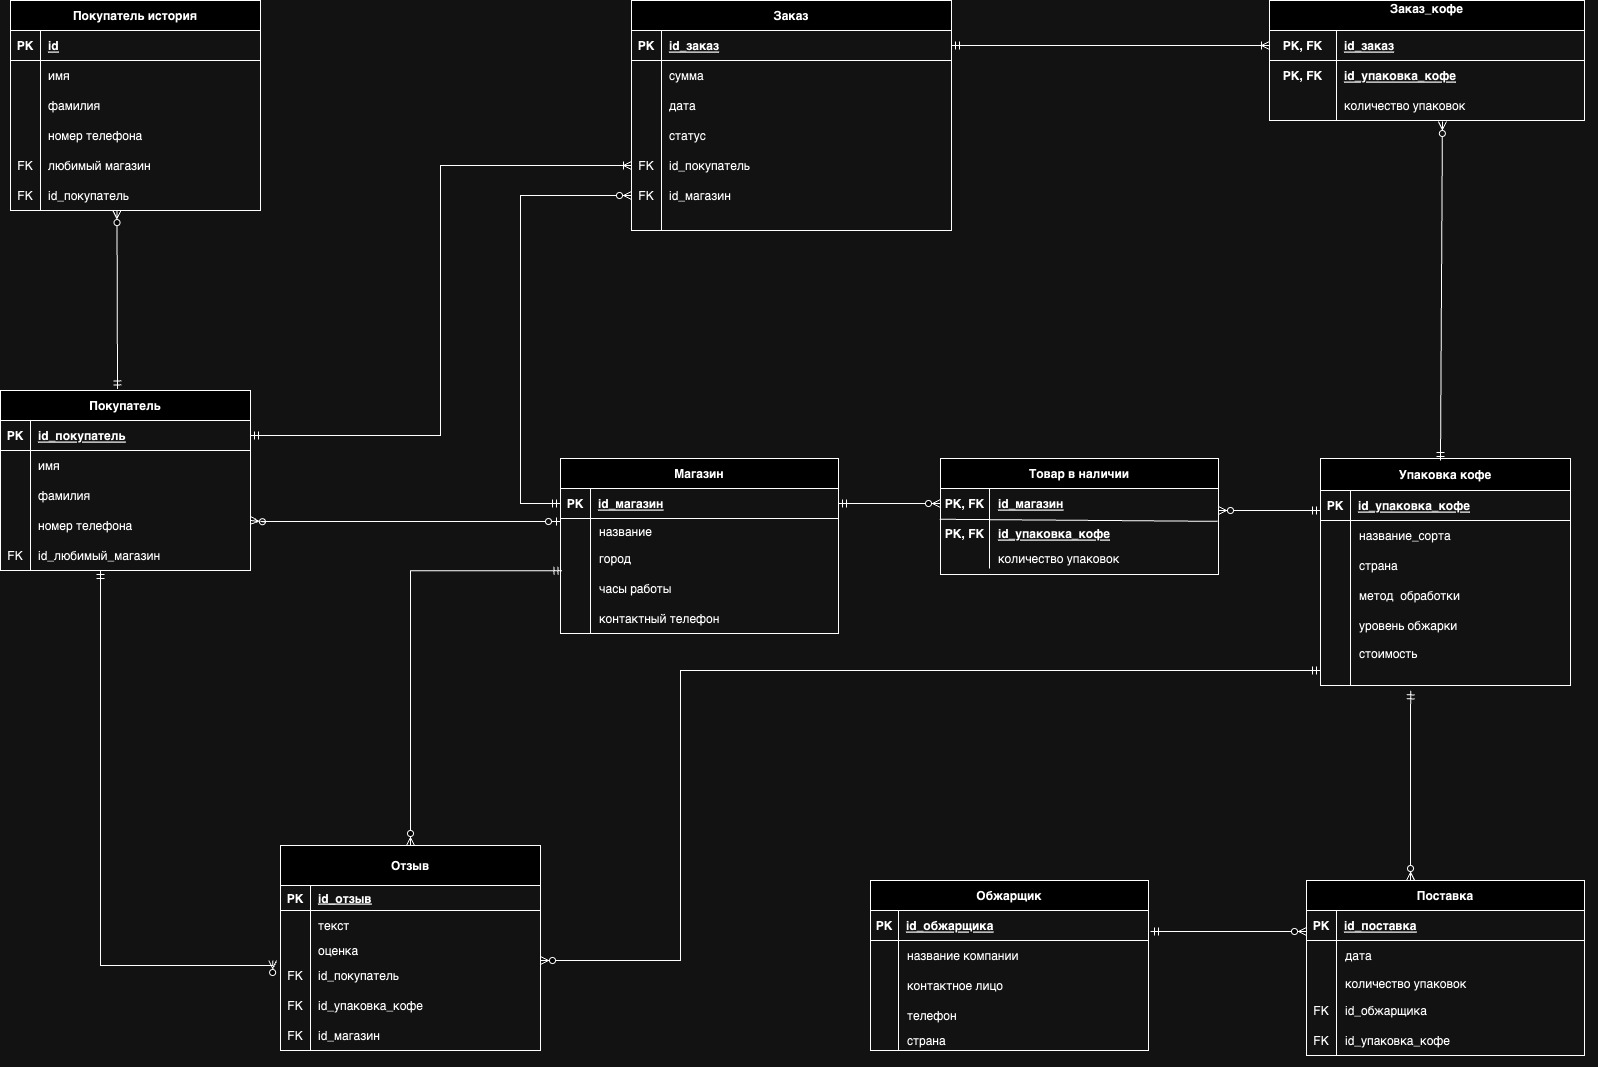 Покупатель история
PK id
имя
фамилия
номер телефона
FK любимый магазин
FK id_покупатель
Заказ
PK id_заказ
сумма
дата
статус
FK id_покупатель
FK id_магазин
Заказ_кофе
PK, FK id_заказ
PK, FK id_упаковка_кофе
количество упаковок
Покупатель
PK id_покупатель
имя
фамилия
номер телефона
FK id_любимый_магазин
Магазин
PK id_магазин
название
город
часы работы
контактный телефон
Товар в наличии
PK, FK id_магазин
PK, FK id_упаковка_кофе
количество упаковок
Упаковка кофе
PK id_упаковка_кофе
название_сорта
страна
метод обработки
уровень обжарки
стоимость
Отзыв
PK id_отзыв
текст
оценка
FK id_покупатель
FK id_упаковка_кофе
FK id_магазин
Обжарщик
PK id_обжарщика
название компании
контактное лицо
телефон
страна
Поставка
PK id_поставка
дата
количество упаковок
FK id_обжарщика
FK id_упаковка_кофе